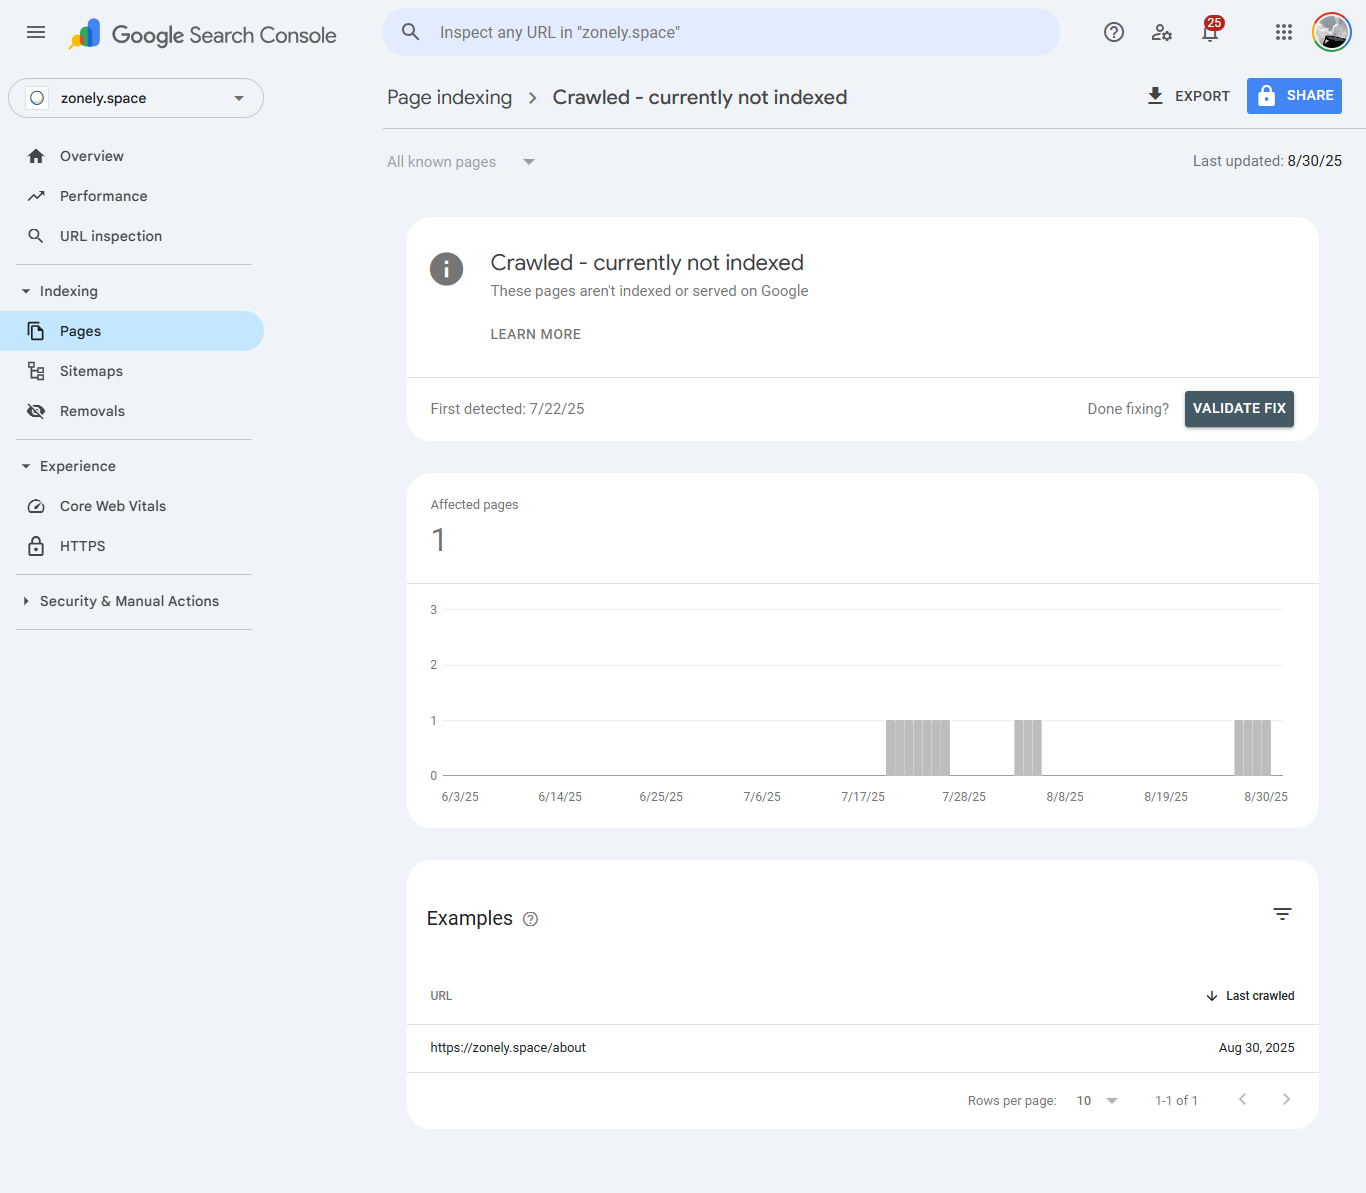 Google Search Console
Inspect any URL in "zonely.space"
25
zonely.space
Overview
Performance
URL inspection
Indexing
Pages
Sitemaps
Removals
Experience
Core Web Vitals
HTTPS
Security & Manual Actions
Page indexing
Crawled - currently not indexed
EXPORT
SHARE
All known pages
Last updated: 8/30/25
Crawled - currently not indexed
These pages aren't indexed or served on Google
LEARN MORE
First detected: 7/22/25
Done fixing?
VALIDATE FIX
Affected pages
1
3
2
1
0
6/3/25 6/14/25 6/25/25 7/6/25 7/17/25 7/28/25 8/8/25 8/19/25 8/30/25
Examples
URL
Last crawled
https://zonely.space/about
Aug 30, 2025
Rows per page: 10 1-1 of 1